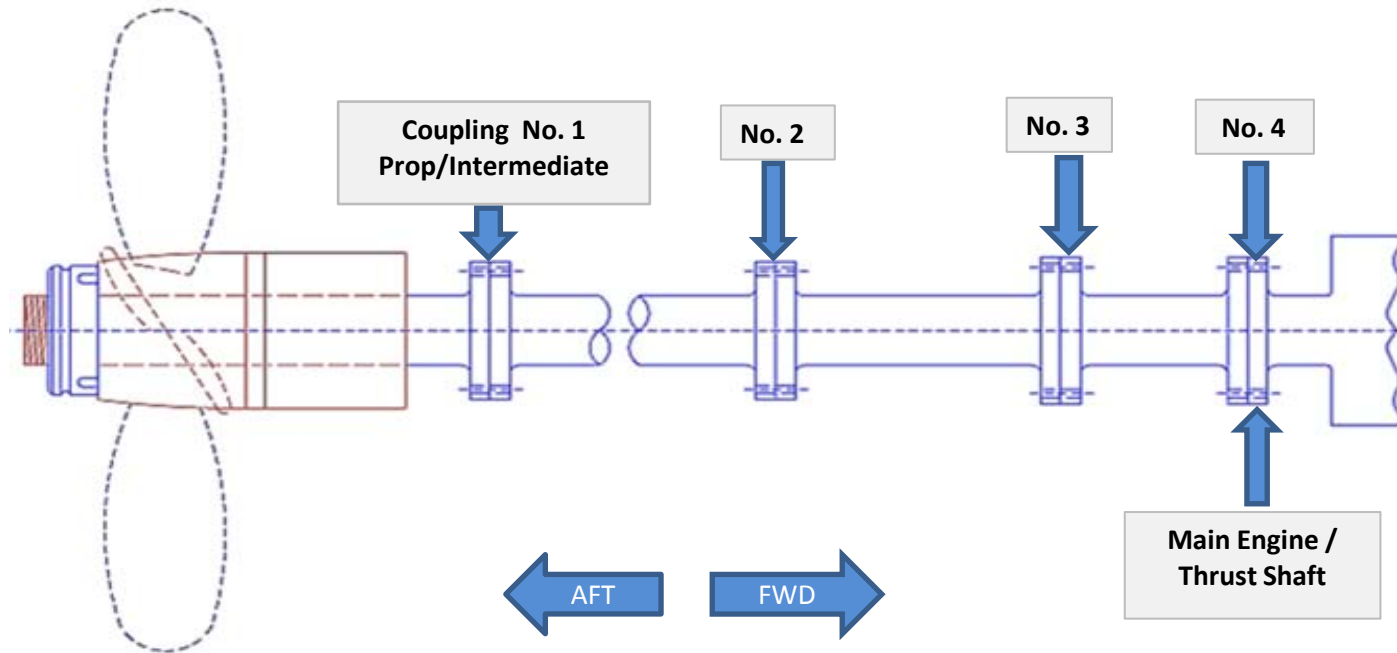 Coupling No. 1
Prop/Intermediate
No. 2
No. 3
No. 4
Main Engine /
Thrust Shaft
AFT
FWD